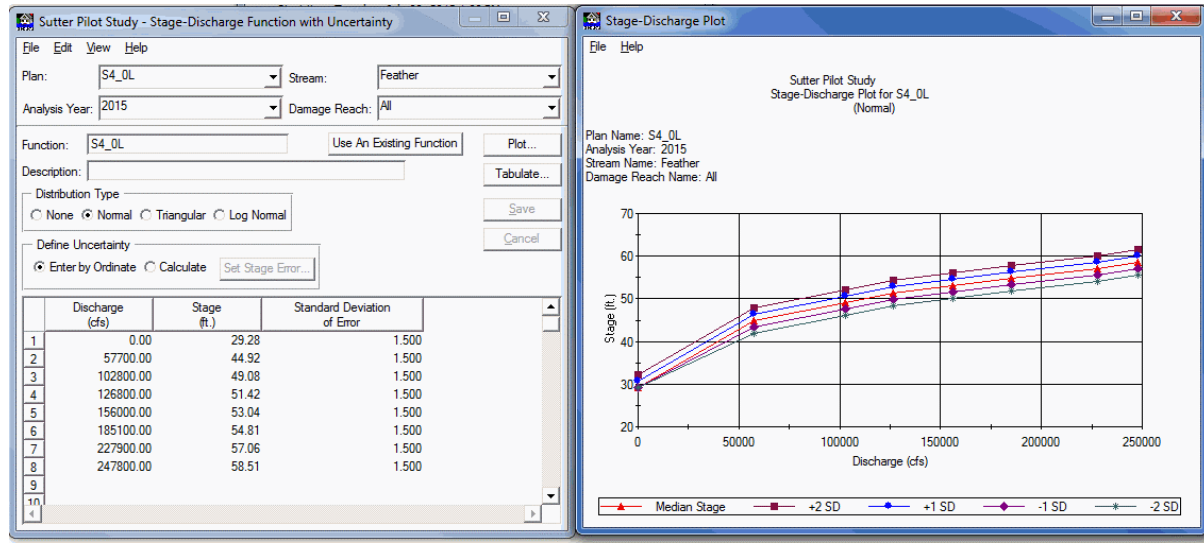 Sutter Pilot Study - Stage-Discharge Function with Uncertainty
File Edit View Help
Plan: S4_0L Stream: Feather
Analysis Year: 2015 Damage Reach: All
Function: S4_0L Use An Existing Function Plot...
Description: Tabulate...
Distribution Type
None Normal Triangular Log Normal Save
Define Uncertainty Cancel
Enter by Ordinate Calculate Set Stage Error...
Discharge Stage Standard Deviation
(cfs) (ft.) of Error
1 0.00 29.28 1.500
2 57700.00 44.92 1.500
3 102800.00 49.08 1.500
4 126800.00 51.42 1.500
5 156000.00 53.04 1.500
6 185100.00 54.81 1.500
7 227900.00 57.06 1.500
8 247800.00 58.51 1.500
9
10
Stage-Discharge Plot
File Help
Sutter Pilot Study
Stage-Discharge Plot for S4_0L
(Normal)
Plan Name: S4_0L
Analysis Year: 2015
Stream Name: Feather
Damage Reach Name: All
70
60
50
40
30
20
Stage (ft.)
0 50000 100000 150000 200000 250000
Discharge (cfs)
Median Stage +2 SD +1 SD -1 SD -2 SD